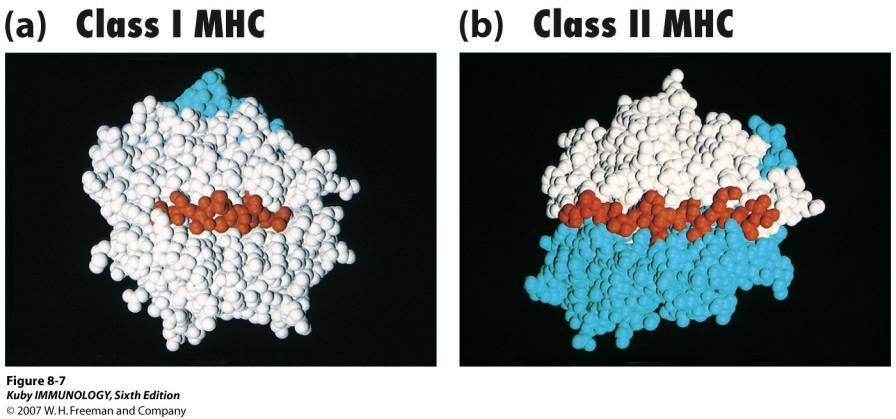 (a) Class I MHC
(b) Class II MHC
Figure 8-7
Kuby IMMUNOLOGY, Sixth Edition
© 2007 W. H. Freeman and Company